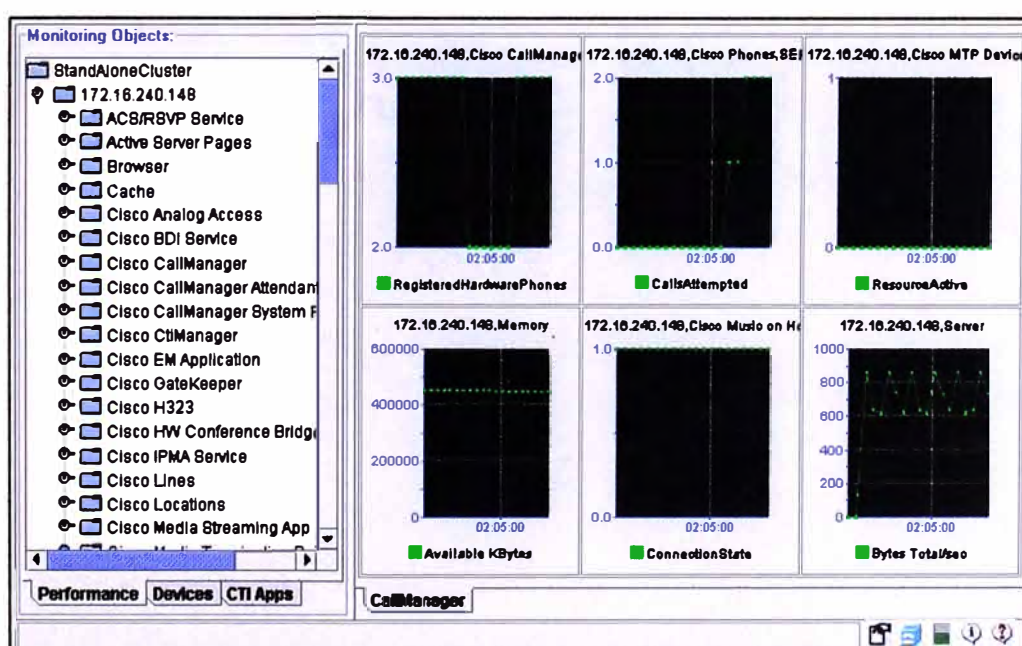 Monitoring Objects:
StandAloneCluster
172.16.240.148
ACS/RSVP Service
Active Server Pages
Browser
Cache
Cisco Analog Access
Cisco BDI Service
Cisco CallManager
Cisco CallManager Attendant
Cisco CallManager System P
Cisco CtiManager
Cisco EM Application
Cisco GateKeeper
Cisco H323
Cisco HW Conference Bridge
Cisco IPMA Service
Cisco Lines
Cisco Locations
Cisco Media Streaming App
Performance Devices CTI Apps
172.16.240.148,Cisco CallManag
3.0
2.0
02:05:00
RegisteredHardwarePhones
172.16.240.148,Cisco Phones,SE
2.0
1.0
0.0
02:05:00
CallsAttempted
172.16.240.148,Cisco MTP Devic
1
0
02:05:00
ResourceActive
172.16.240.148,Memory
600000
400000
200000
0
02:05:00
Available KBytes
172.16.240.148,Cisco Music on Ho
1.0
0.0
02:05:00
ConnectionState
172.16.240.148,Server
1000
800
600
400
200
0
02:05:00
Bytes Total/sec
CallManager